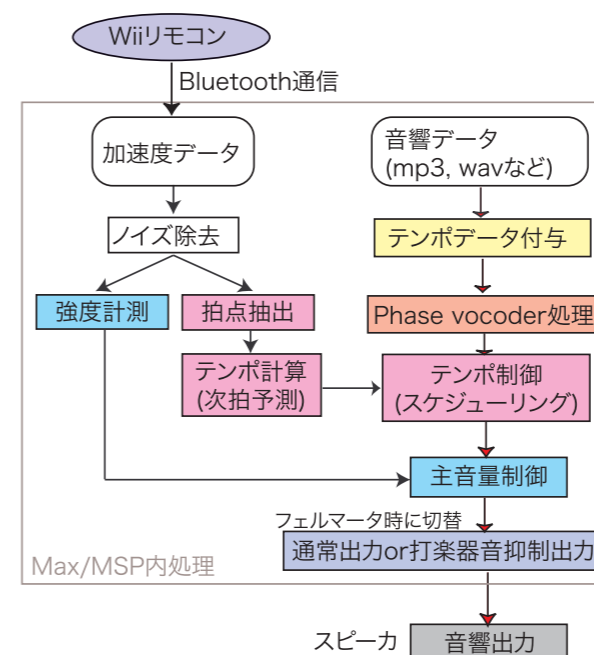 Wiiリモコン
Bluetooth通信
加速度データ
音響データ
(mp3, wavなど)
ノイズ除去
テンポデータ付与
強度計測
拍点抽出
Phase vocoder処理
テンポ計算
(次拍予測)
テンポ制御
(スケジューリング)
主音量制御
フェルマータ時に切替
通常出力or打楽器音抑制出力
Max/MSP内処理
スピーカ
音響出力